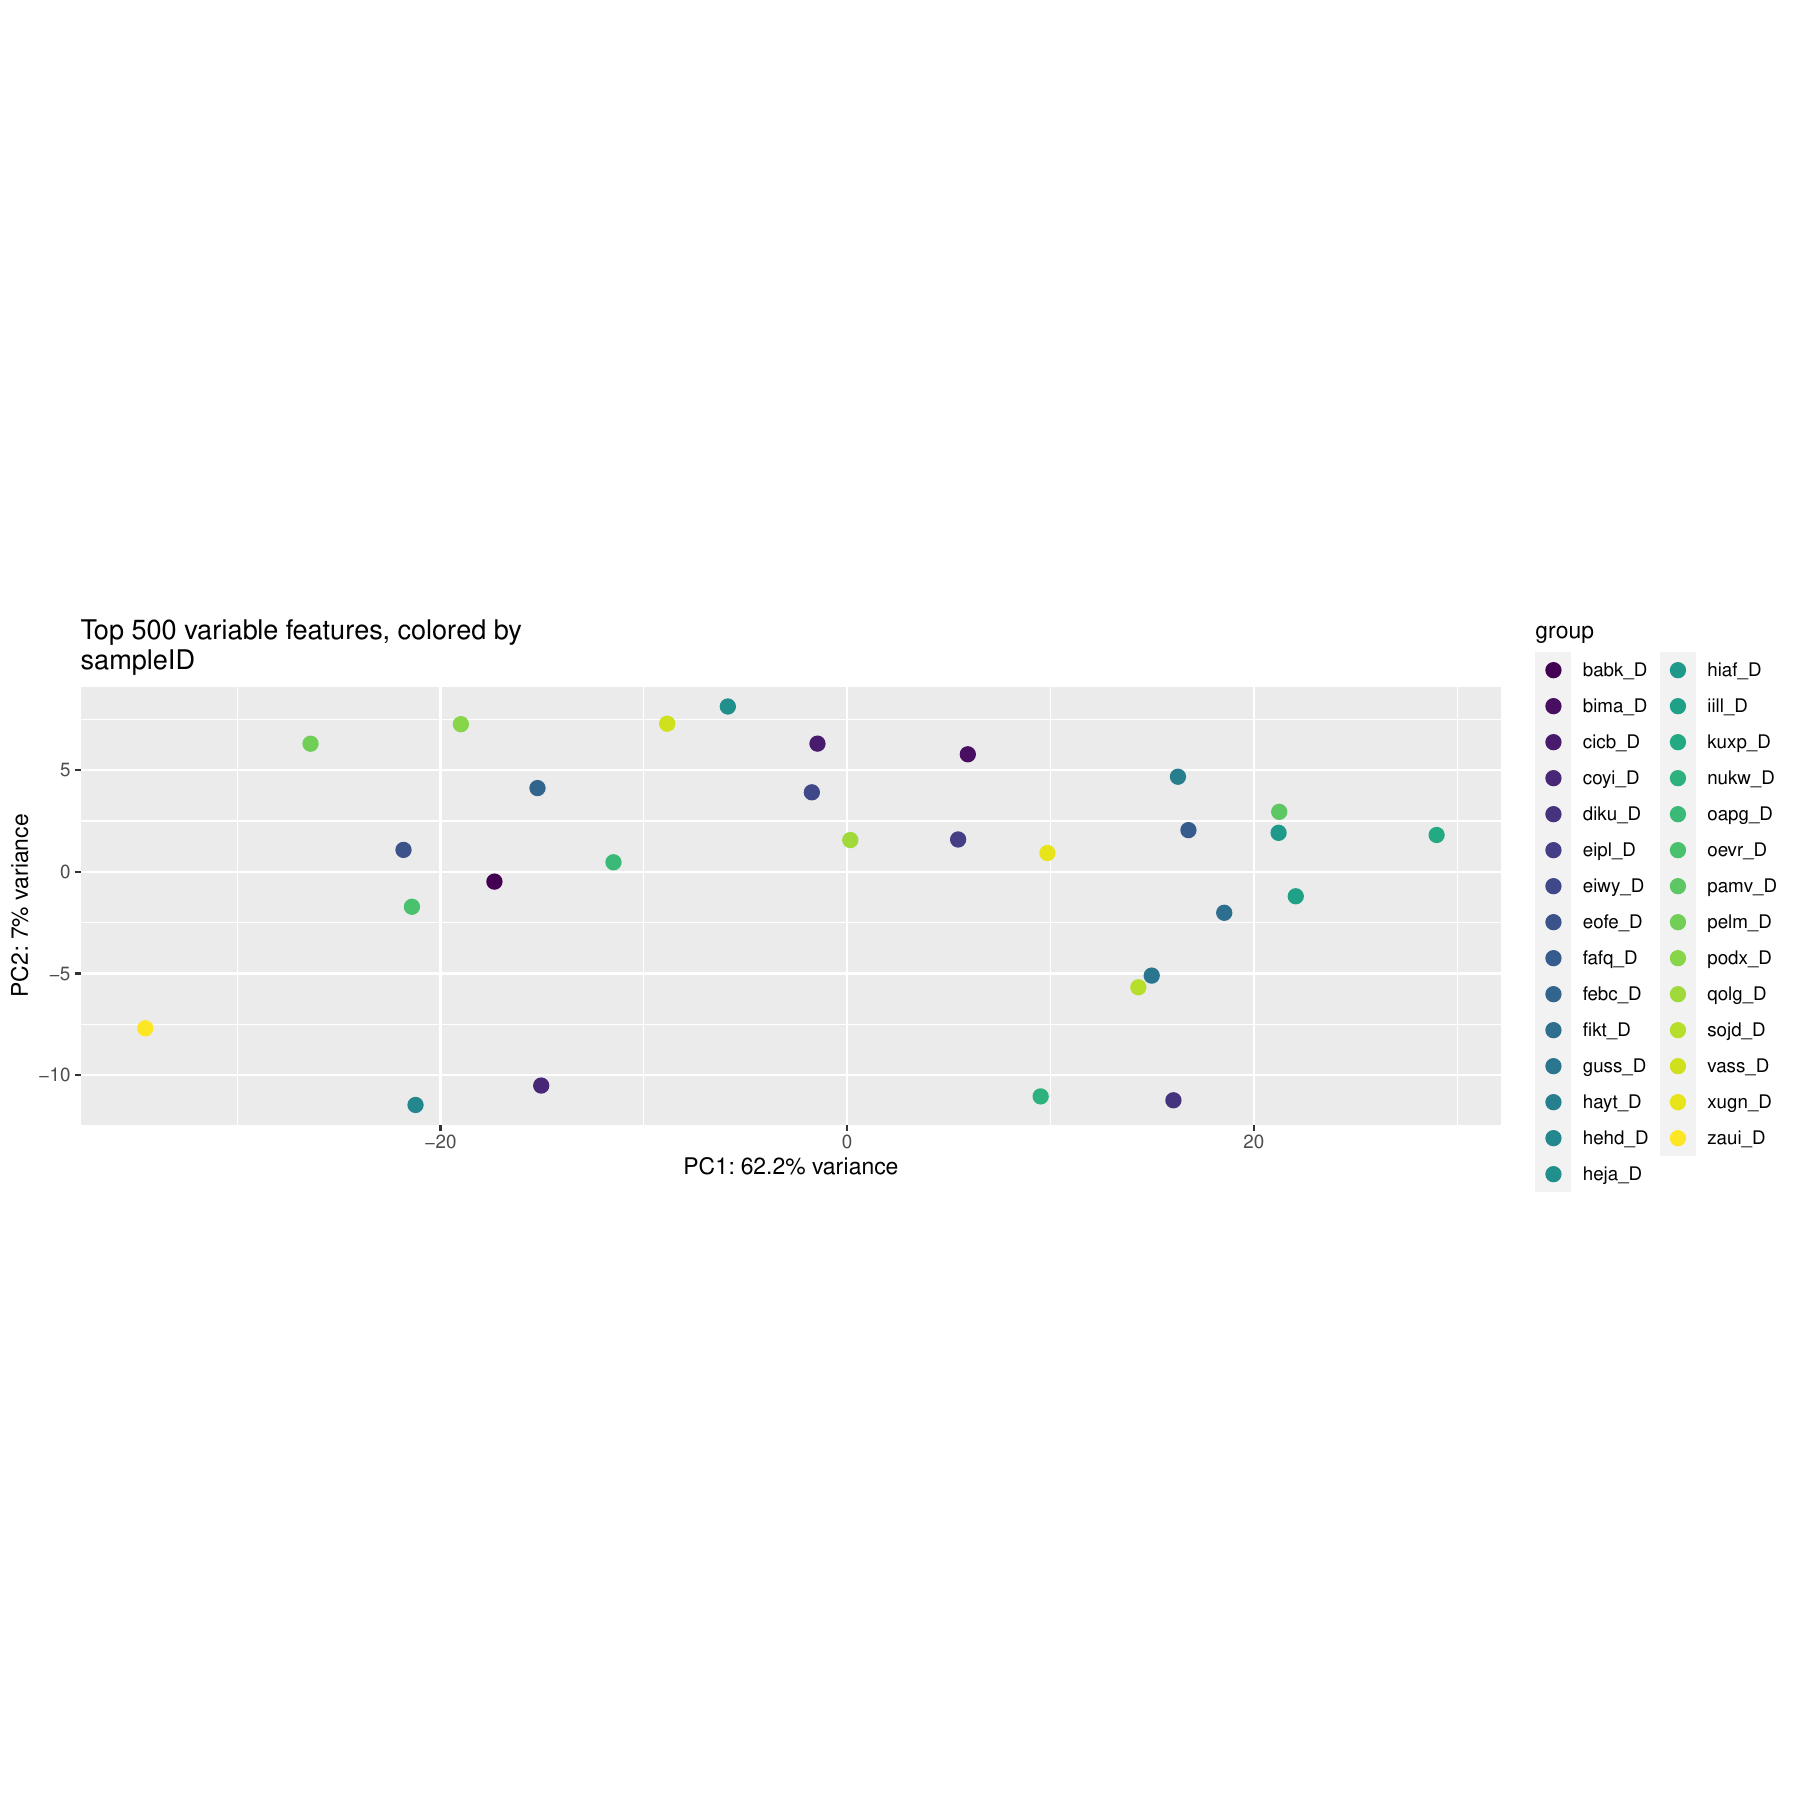 Top 500 variable features, colored by
sampleID
group
babk_D
bima_D
cicb_D
coyi_D
diku_D
eipl_D
eiwy_D
eofe_D
fafq_D
febc_D
fikt_D
guss_D
hayt_D
hehd_D
heja_D
hiaf_D
iill_D
kuxp_D
nukw_D
oapg_D
oevr_D
pamv_D
pelm_D
podx_D
qolg_D
sojd_D
vass_D
xugn_D
zaui_D
PC2: 7% variance
5
0
−5
−10
−20
0
20
PC1: 62.2% variance